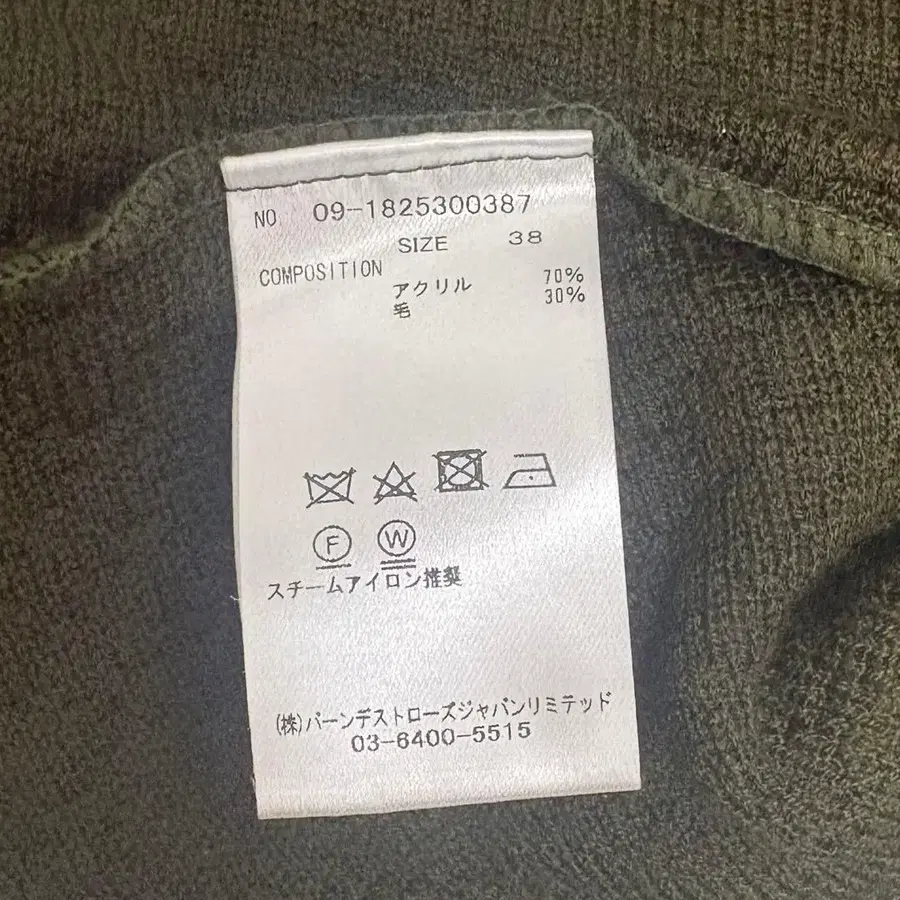 NO 09-1825300387
SIZE 38
COMPOSITION
アクリル 70%
毛 30%
F W
スチームアイロン推奨
(株)バーンデストローズジャパンリミテッド
03-6400-5515